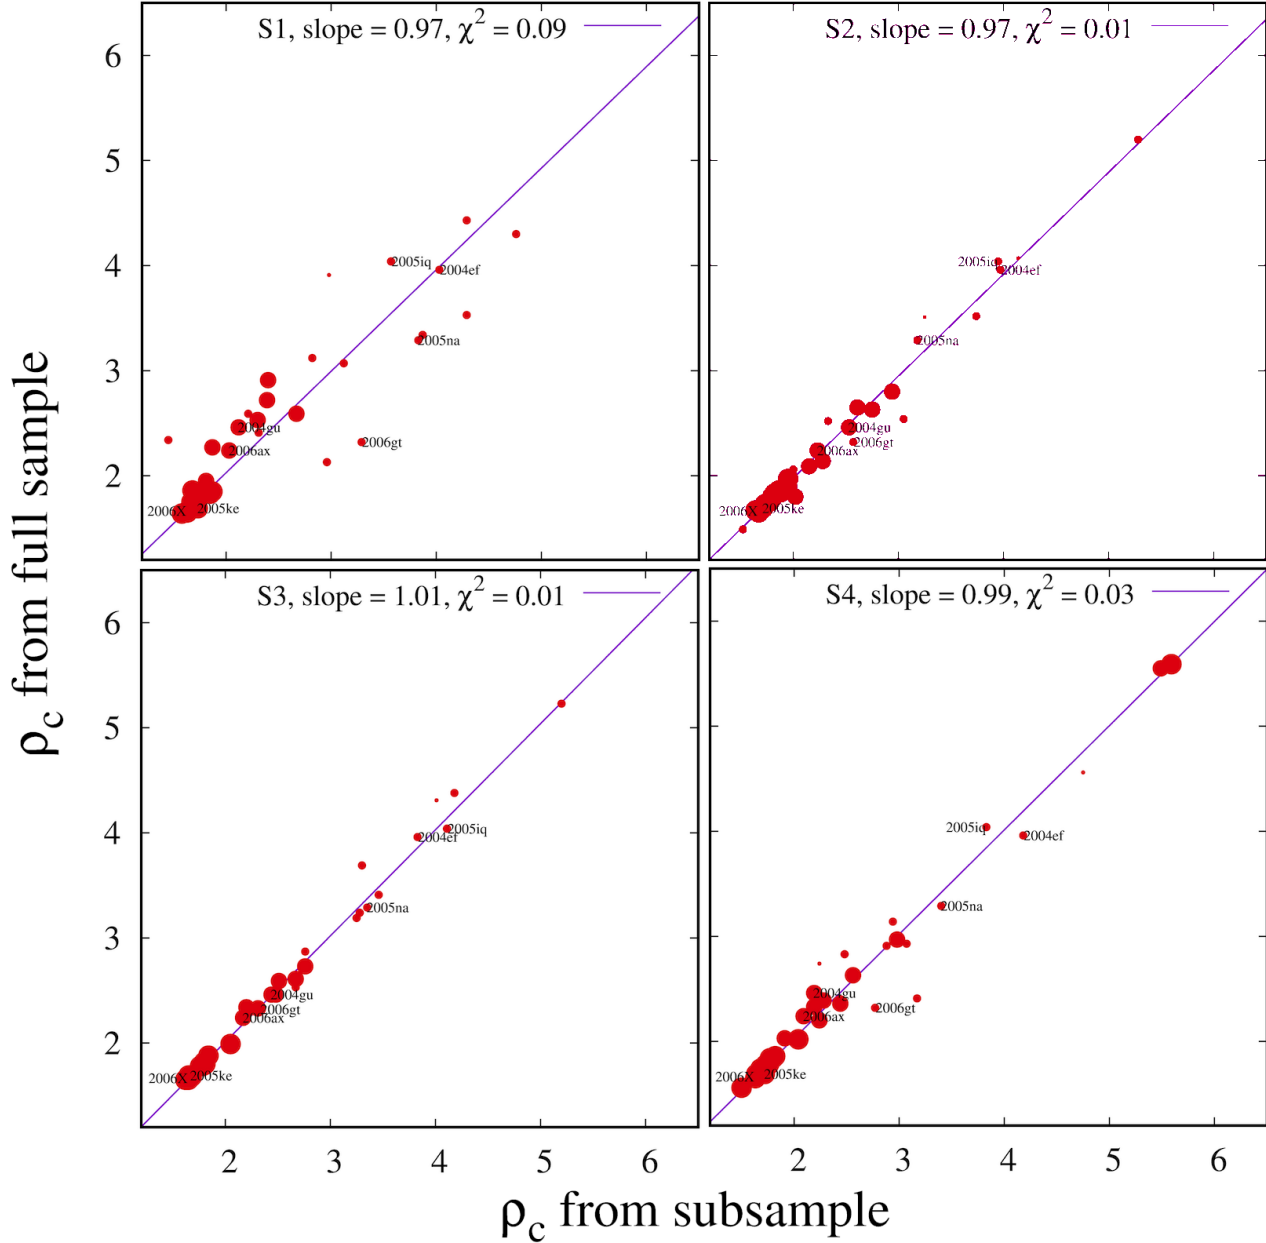 S1, slope = 0.97, χ² = 0.09
6
5
4
3
2
2005iq
2004ef
2005na
2004gu
2006gt
2006ax
2006X
2005ke
S2, slope = 0.97, χ² = 0.01
2005iq
2004ef
2005na
2004gu
2006gt
2006ax
2006X
2005ke
S3, slope = 1.01, χ² = 0.01
6
5
4
3
2
2005iq
2004ef
2005na
2004gu
2006gt
2006ax
2006X
2005ke
2 3 4 5 6
S4, slope = 0.99, χ² = 0.03
2005iq
2004ef
2005na
2004gu
2006gt
2006ax
2006X
2005ke
2 3 4 5 6
ρc from full sample
ρc from subsample